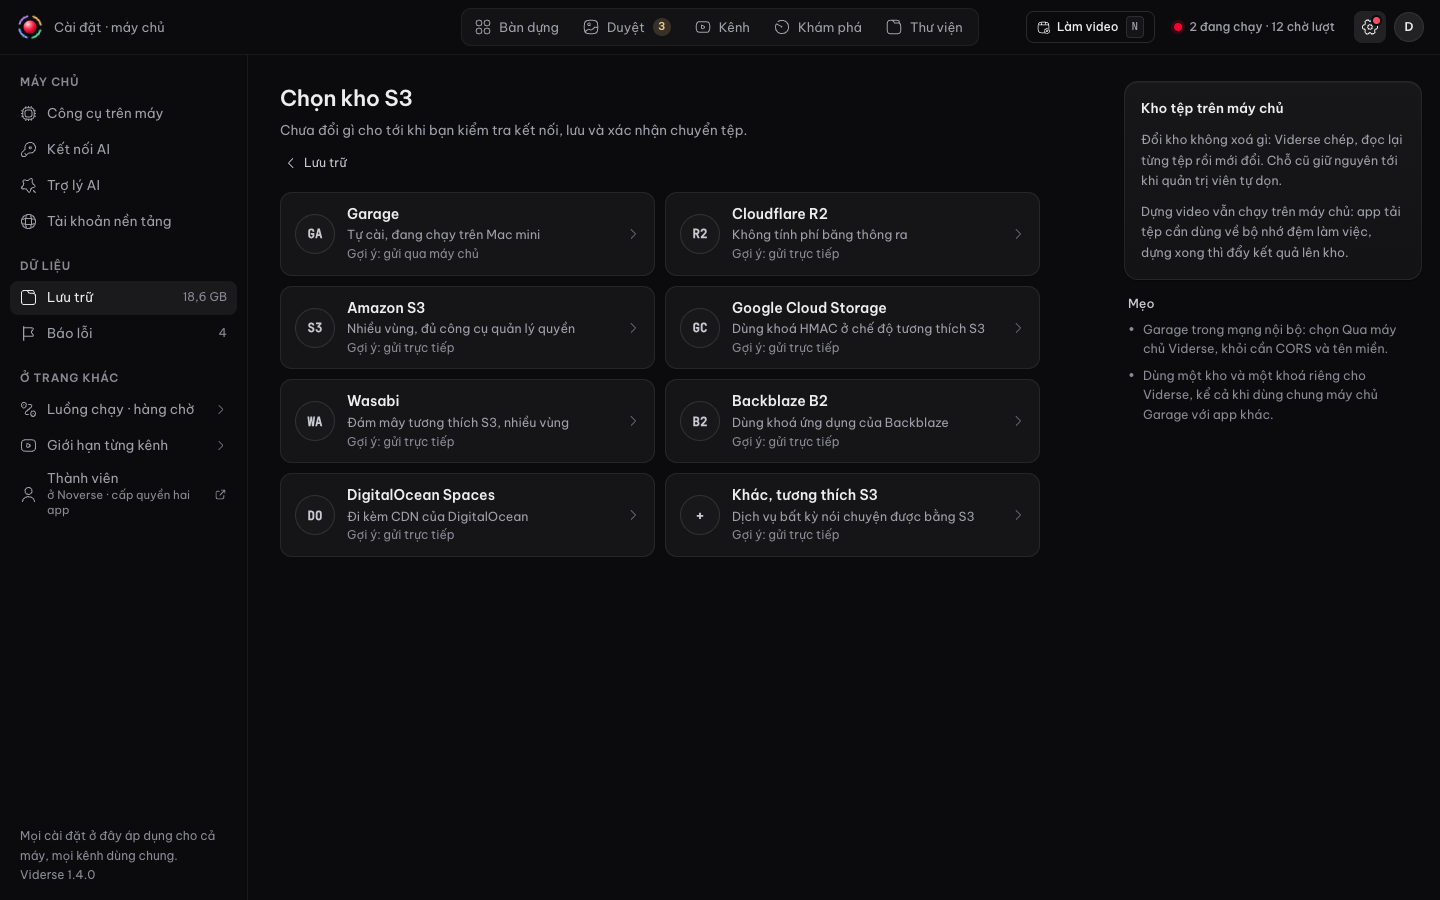 Cài đặt · máy chủ
Bàn dựng
Duyệt 3
Kênh
Khám phá
Thư viện
Làm video N
2 đang chạy · 12 chờ lượt
D
MÁY CHỦ
Công cụ trên máy
Kết nối AI
Trợ lý AI
Tài khoản nền tảng
DỮ LIỆU
Lưu trữ 18,6 GB
Báo lỗi 4
Ở TRANG KHÁC
Luồng chạy · hàng chờ
Giới hạn từng kênh
Thành viên
ở Noverse · cấp quyền hai
app
Mọi cài đặt ở đây áp dụng cho cả
máy, mọi kênh dùng chung.
Viderse 1.4.0
Chọn kho S3
Chưa đổi gì cho tới khi bạn kiểm tra kết nối, lưu và xác nhận chuyển tệp.
Lưu trữ
GA
Garage
Tự cài, đang chạy trên Mac mini
Gợi ý: gửi qua máy chủ
R2
Cloudflare R2
Không tính phí băng thông ra
Gợi ý: gửi trực tiếp
S3
Amazon S3
Nhiều vùng, đủ công cụ quản lý quyền
Gợi ý: gửi trực tiếp
GC
Google Cloud Storage
Dùng khoá HMAC ở chế độ tương thích S3
Gợi ý: gửi trực tiếp
WA
Wasabi
Đám mây tương thích S3, nhiều vùng
Gợi ý: gửi trực tiếp
B2
Backblaze B2
Dùng khoá ứng dụng của Backblaze
Gợi ý: gửi trực tiếp
DO
DigitalOcean Spaces
Đi kèm CDN của DigitalOcean
Gợi ý: gửi trực tiếp
+
Khác, tương thích S3
Dịch vụ bất kỳ nói chuyện được bằng S3
Gợi ý: gửi trực tiếp
Kho tệp trên máy chủ
Đổi kho không xoá gì: Viderse chép, đọc lại
từng tệp rồi mới đổi. Chỗ cũ giữ nguyên tới
khi quản trị viên tự dọn.
Dựng video vẫn chạy trên máy chủ: app tải
tệp cần dùng về bộ nhớ đệm làm việc,
dựng xong thì đẩy kết quả lên kho.
Mẹo
• Garage trong mạng nội bộ: chọn Qua máy
chủ Viderse, khỏi cần CORS và tên miền.
• Dùng một kho và một khoá riêng cho
Viderse, kể cả khi dùng chung máy chủ
Garage với app khác.